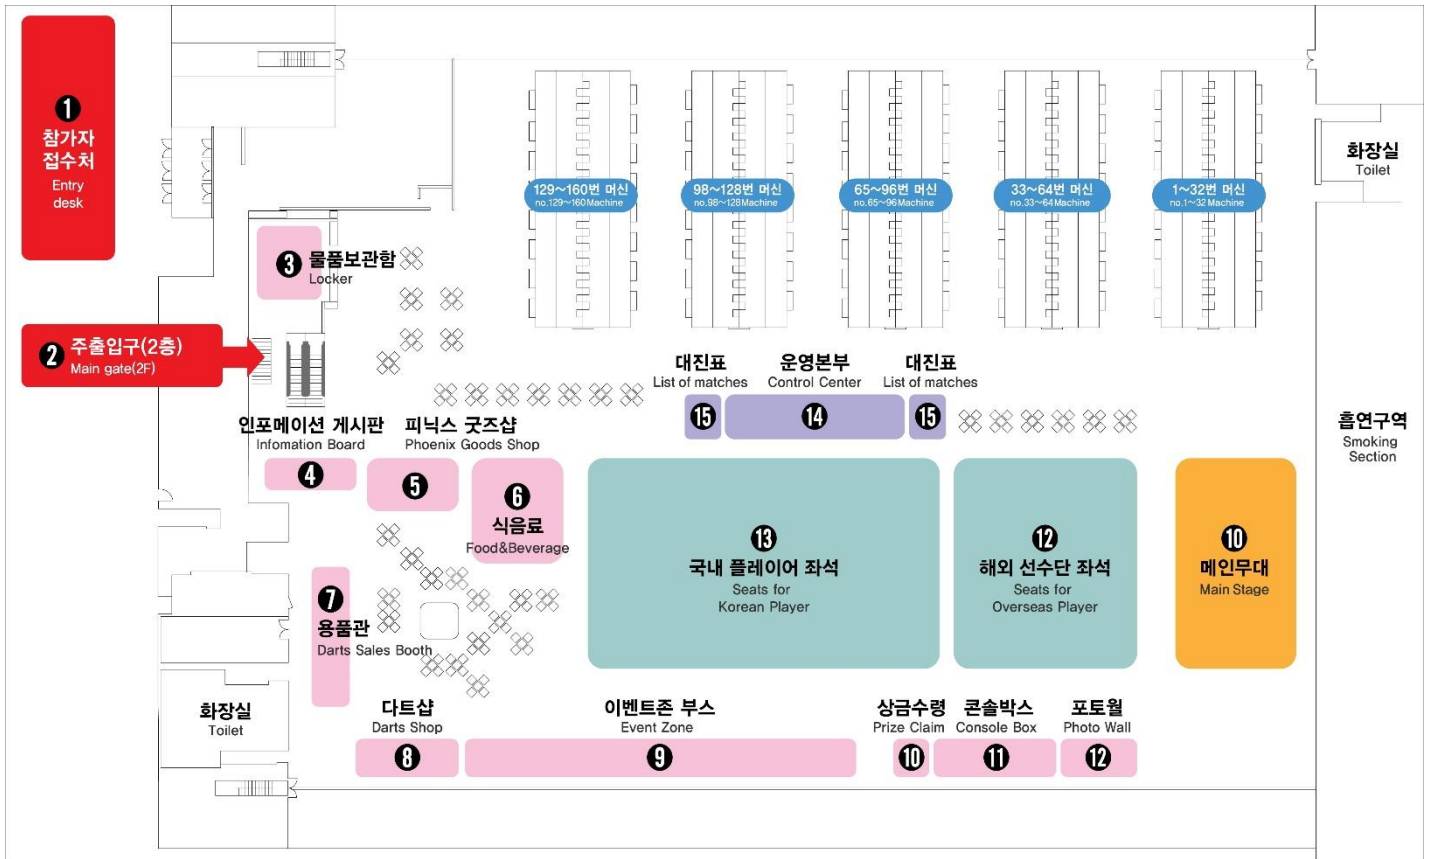 1
참가자
접수처
Entry
desk
화장실
Toilet
129~160번 머신
no.129~160Machine
98~128번 머신
no.98~128Machine
65~96번 머신
no.65~96Machine
33~64번 머신
no.33~64Machine
1~32번 머신
no.1~32Machine
3 물품보관함
Locker
2 주출입구(2층)
Main gate(2F)
대진표
List of matches
15
운영본부
Control Center
14
대진표
List of matches
15
인포메이션 게시판
Infomation Board
4
피닉스 굿즈샵
Phoenix Goods Shop
5
6
식음료
Food&Beverage
흡연구역
Smoking
Section
13
국내 플레이어 좌석
Seats for
Korean Player
12
해외 선수단 좌석
Seats for
Overseas Player
10
메인무대
Main Stage
7
용품관
Darts Sales Booth
화장실
Toilet
다트샵
Darts Shop
8
이벤트존 부스
Event Zone
9
상금수령
Prize Claim
10
콘솔박스
Console Box
11
포토월
Photo Wall
12